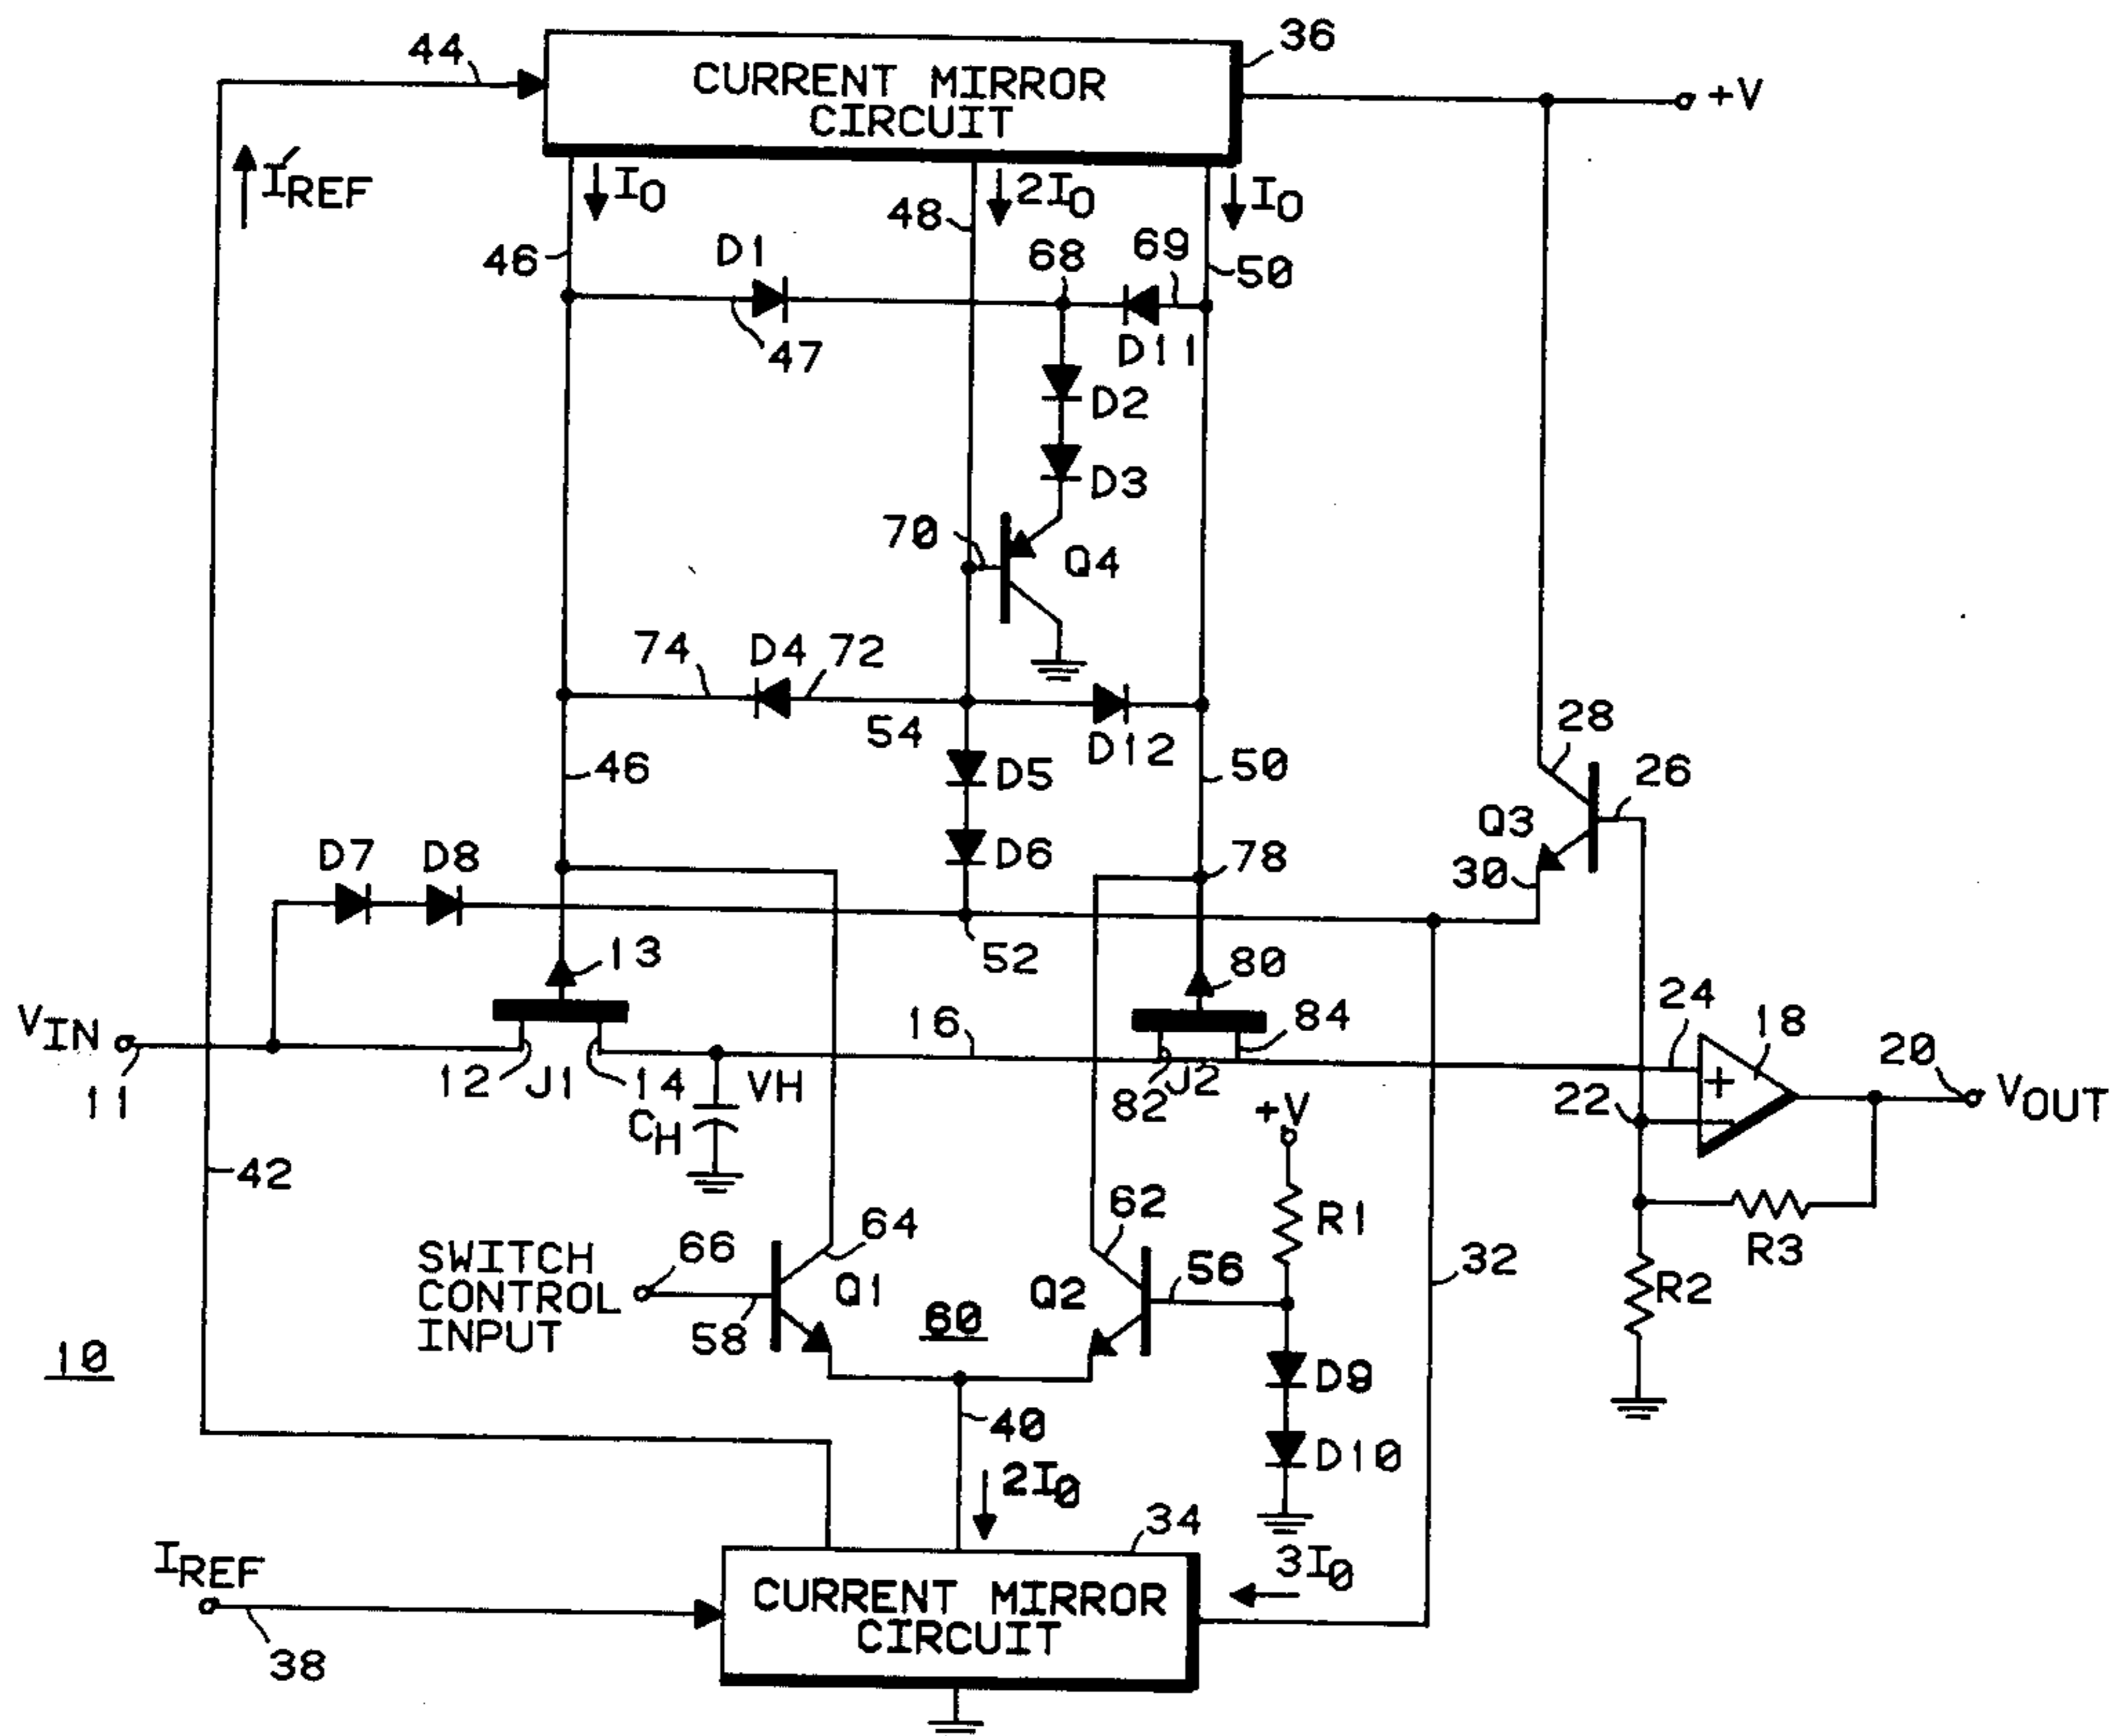 44
CURRENT MIRROR
CIRCUIT
36
+V
I'REF
IO
48
2IO
IO
46
D1
68
69
50
47
D11
D2
D3
70
Q4
74
D4
72
54
D12
28
46
D5
50
26
Q3
D7
D8
D6
78
30
13
52
80
VIN
16
84
24
18
20
11
12
J1
14
VH
82
J2
22
VOUT
CH
+V
42
64
62
R1
R3
SWITCH
CONTROL
INPUT
66
58
Q1
60
Q2
56
32
R2
10
D9
40
D10
2I0
34
3I0
IREF
CURRENT MIRROR
CIRCUIT
38